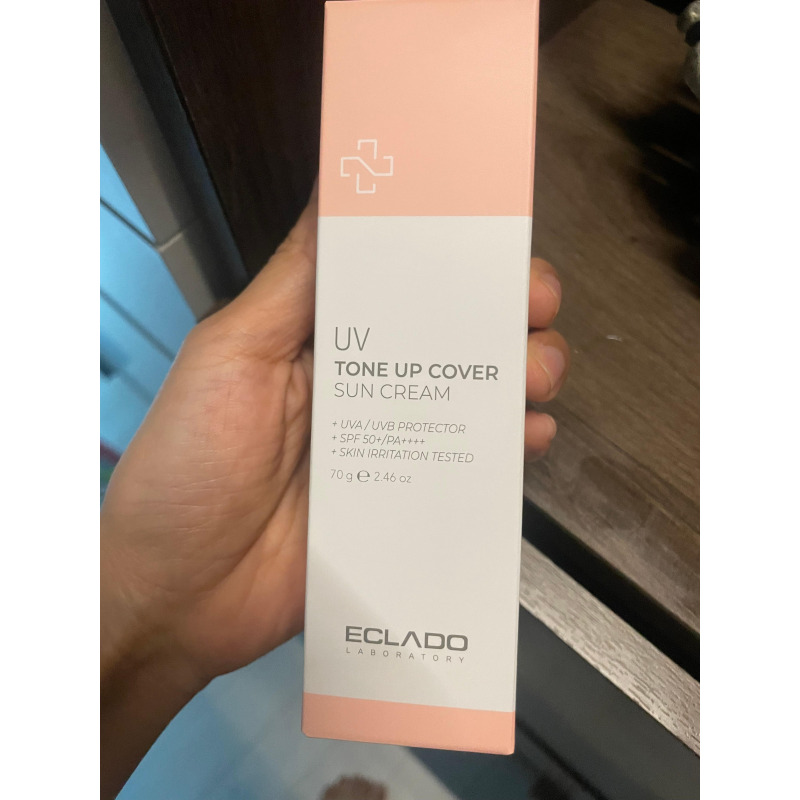 UV
TONE UP COVER
SUN CREAM
+ UVA / UVB PROTECTOR
+ SPF 50+/PA++++
+ SKIN IRRITATION TESTED
70 g ℮ 2.46 oz
ECLADO
LABORATORY